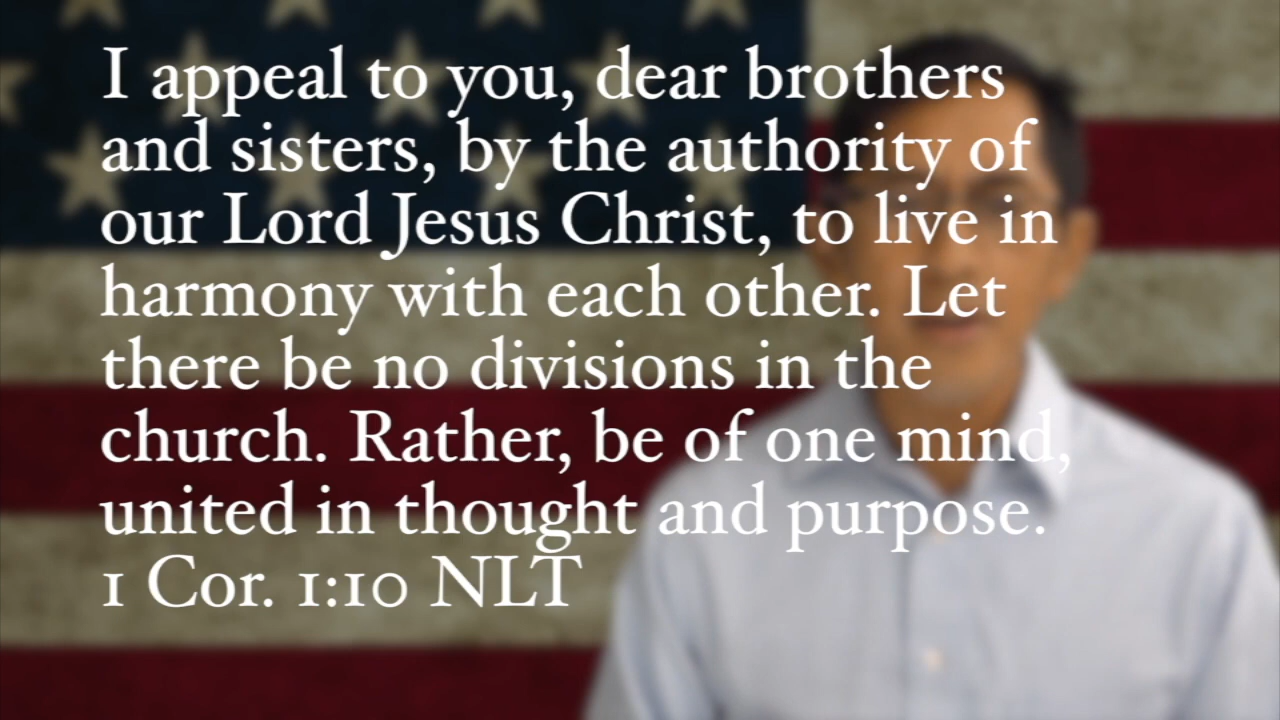 I appeal to you, dear brothers
and sisters, by the authority of
our Lord Jesus Christ, to live in
harmony with each other. Let
there be no divisions in the
church. Rather, be of one mind,
united in thought and purpose.
1 Cor. 1:10 NLT